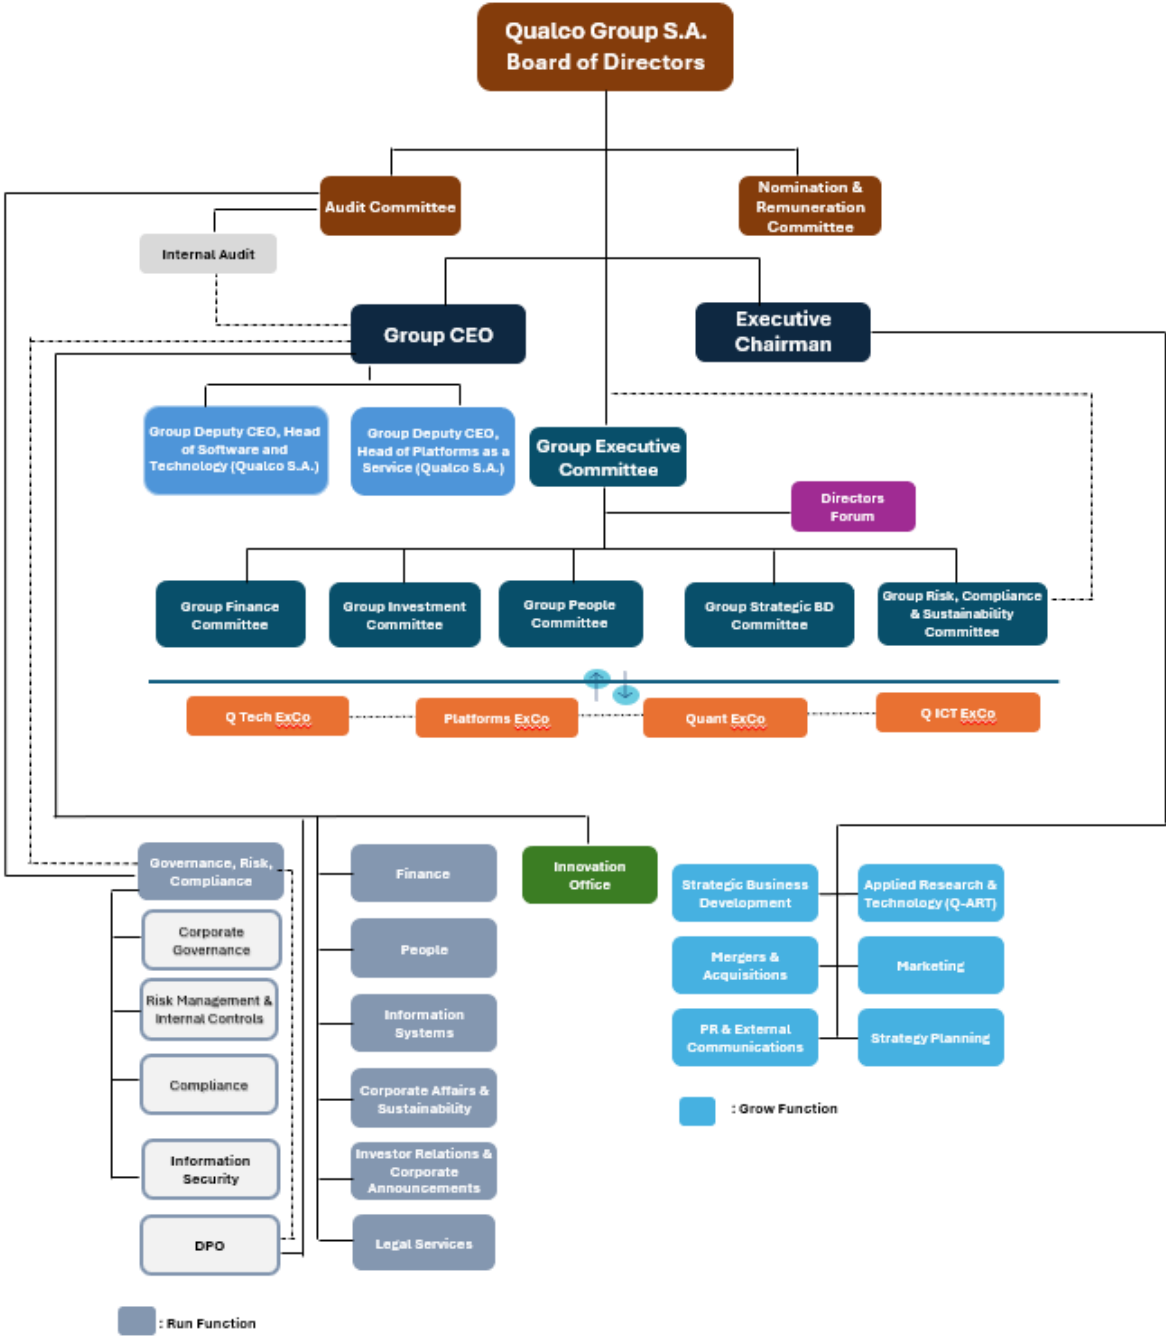 Qualco Group S.A.
Board of Directors
Audit Committee
Nomination &
Remuneration
Committee
Internal Audit
Group CEO
Executive
Chairman
Group Deputy CEO, Head
of Software and
Technology (Qualco S.A.)
Group Deputy CEO,
Head of Platforms as a
Service (Qualco S.A.)
Group Executive
Committee
Directors
Forum
Group Finance
Committee
Group Investment
Committee
Group People
Committee
Group Strategic BD
Committee
Group Risk, Compliance
& Sustainability
Committee
Q Tech ExCo
Platforms ExCo
Quant ExCo
Q ICT ExCo
Governance, Risk,
Compliance
Corporate
Governance
Risk Management &
Internal Controls
Compliance
Information
Security
DPO
: Run Function
Finance
People
Information
Systems
Corporate Affairs &
Sustainability
Investor Relations &
Corporate
Announcements
Legal Services
Innovation
Office
Strategic Business
Development
Applied Research &
Technology (Q-ART)
Mergers &
Acquisitions
Marketing
PR & External
Communications
Strategy Planning
: Grow Function